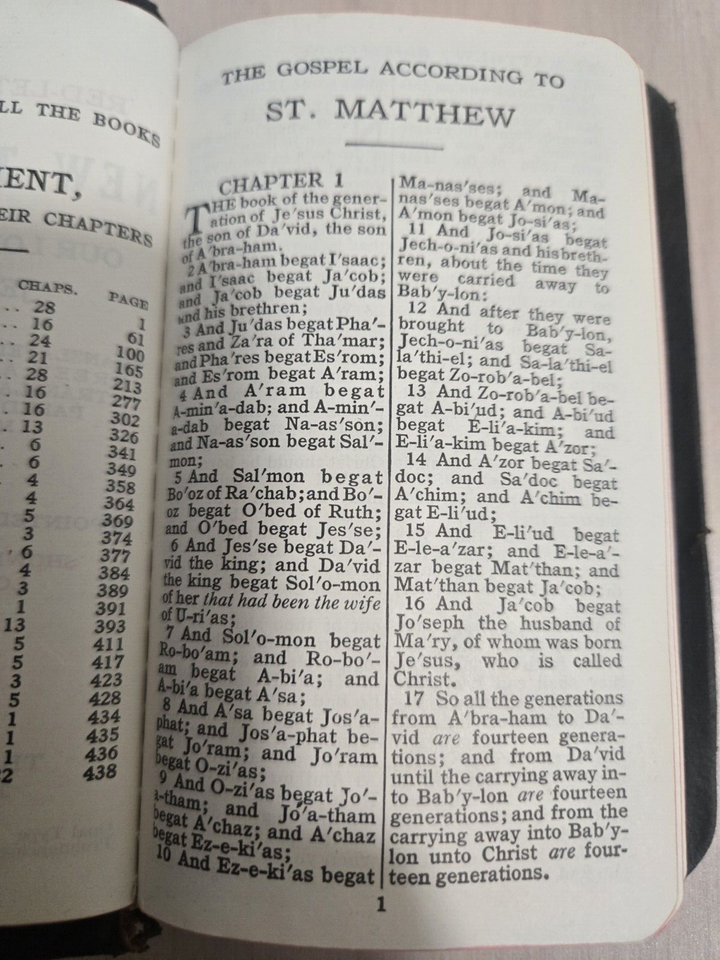 LL THE BOOKS
ENT,
EIR CHAPTERS
CHAPS. PAGE
.. 28 1
.. 16 61
.. 24 100
.. 21 165
.. 28 213
. 16 277
. 16 302
. 13 326
. 6 341
. 6 349
. 4 358
4 364
5 369
3 374
6 377
4 384
3 389
1 391
13 393
5 411
5 417
3 423
5 428
1 434
1 435
1 436
2 438
THE GOSPEL ACCORDING TO
ST. MATTHEW
CHAPTER 1
THE book of the gener-
ation of Je′sus Christ,
the son of Da′vid, the son
of A′bra-ham.
2 A′bra-ham begat I′saac;
and I′saac begat Ja′cob;
and Ja′cob begat Ju′das
and his brethren;
3 And Ju′das begat Pha′-
res and Za′ra of Tha′mar;
and Pha′res begat Es′rom;
and Es′rom begat A′ram;
4 And A′ram begat
A-min′a-dab; and A-min′-
a-dab begat Na-as′son;
and Na-as′son begat Sal′-
mon;
5 And Sal′mon begat
Bo′oz of Ra′chab; and Bo′-
oz begat O′bed of Ruth;
and O′bed begat Jes′se;
6 And Jes′se begat Da′-
vid the king; and Da′vid
the king begat Sol′o-mon
of her that had been the wife
of U-ri′as;
7 And Sol′o-mon begat
Ro-bo′am; and Ro-bo′-
am begat A-bi′a; and
A-bi′a begat A′sa;
8 And A′sa begat Jos′a-
phat; and Jos′a-phat be-
gat Jo′ram; and Jo′ram
begat O-zi′as;
9 And O-zi′as begat Jo′-
a-tham; and Jo′a-tham
begat A′chaz; and A′chaz
begat Ez-e-ki′as;
10 And Ez-e-ki′as begat
Ma-nas′ses; and Ma-
nas′ses begat A′mon; and
A′mon begat Jo-si′as;
11 And Jo-si′as begat
Jech-o-ni′as and his breth-
ren, about the time they
were carried away to
Bab′y-lon:
12 And after they were
brought to Bab′y-lon,
Jech-o-ni′as begat Sa-
la′thi-el; and Sa-la′thi-el
begat Zo-rob′a-bel;
13 And Zo-rob′a-bel be-
gat A-bi′ud; and A-bi′ud
begat E-li′a-kim; and
E-li′a-kim begat A′zor;
14 And A′zor begat Sa′-
doc; and Sa′doc begat
A′chim; and A′chim be-
gat E-li′ud;
15 And E-li′ud begat
E-le-a′zar; and E-le-a′-
zar begat Mat′than; and
Mat′than begat Ja′cob;
16 And Ja′cob begat
Jo′seph the husband of
Ma′ry, of whom was born
Je′sus, who is called
Christ.
17 So all the generations
from A′bra-ham to Da′-
vid are fourteen genera-
tions; and from Da′vid
until the carrying away in-
to Bab′y-lon are fourteen
generations; and from the
carrying away into Bab′y-
lon unto Christ are four-
teen generations.
1